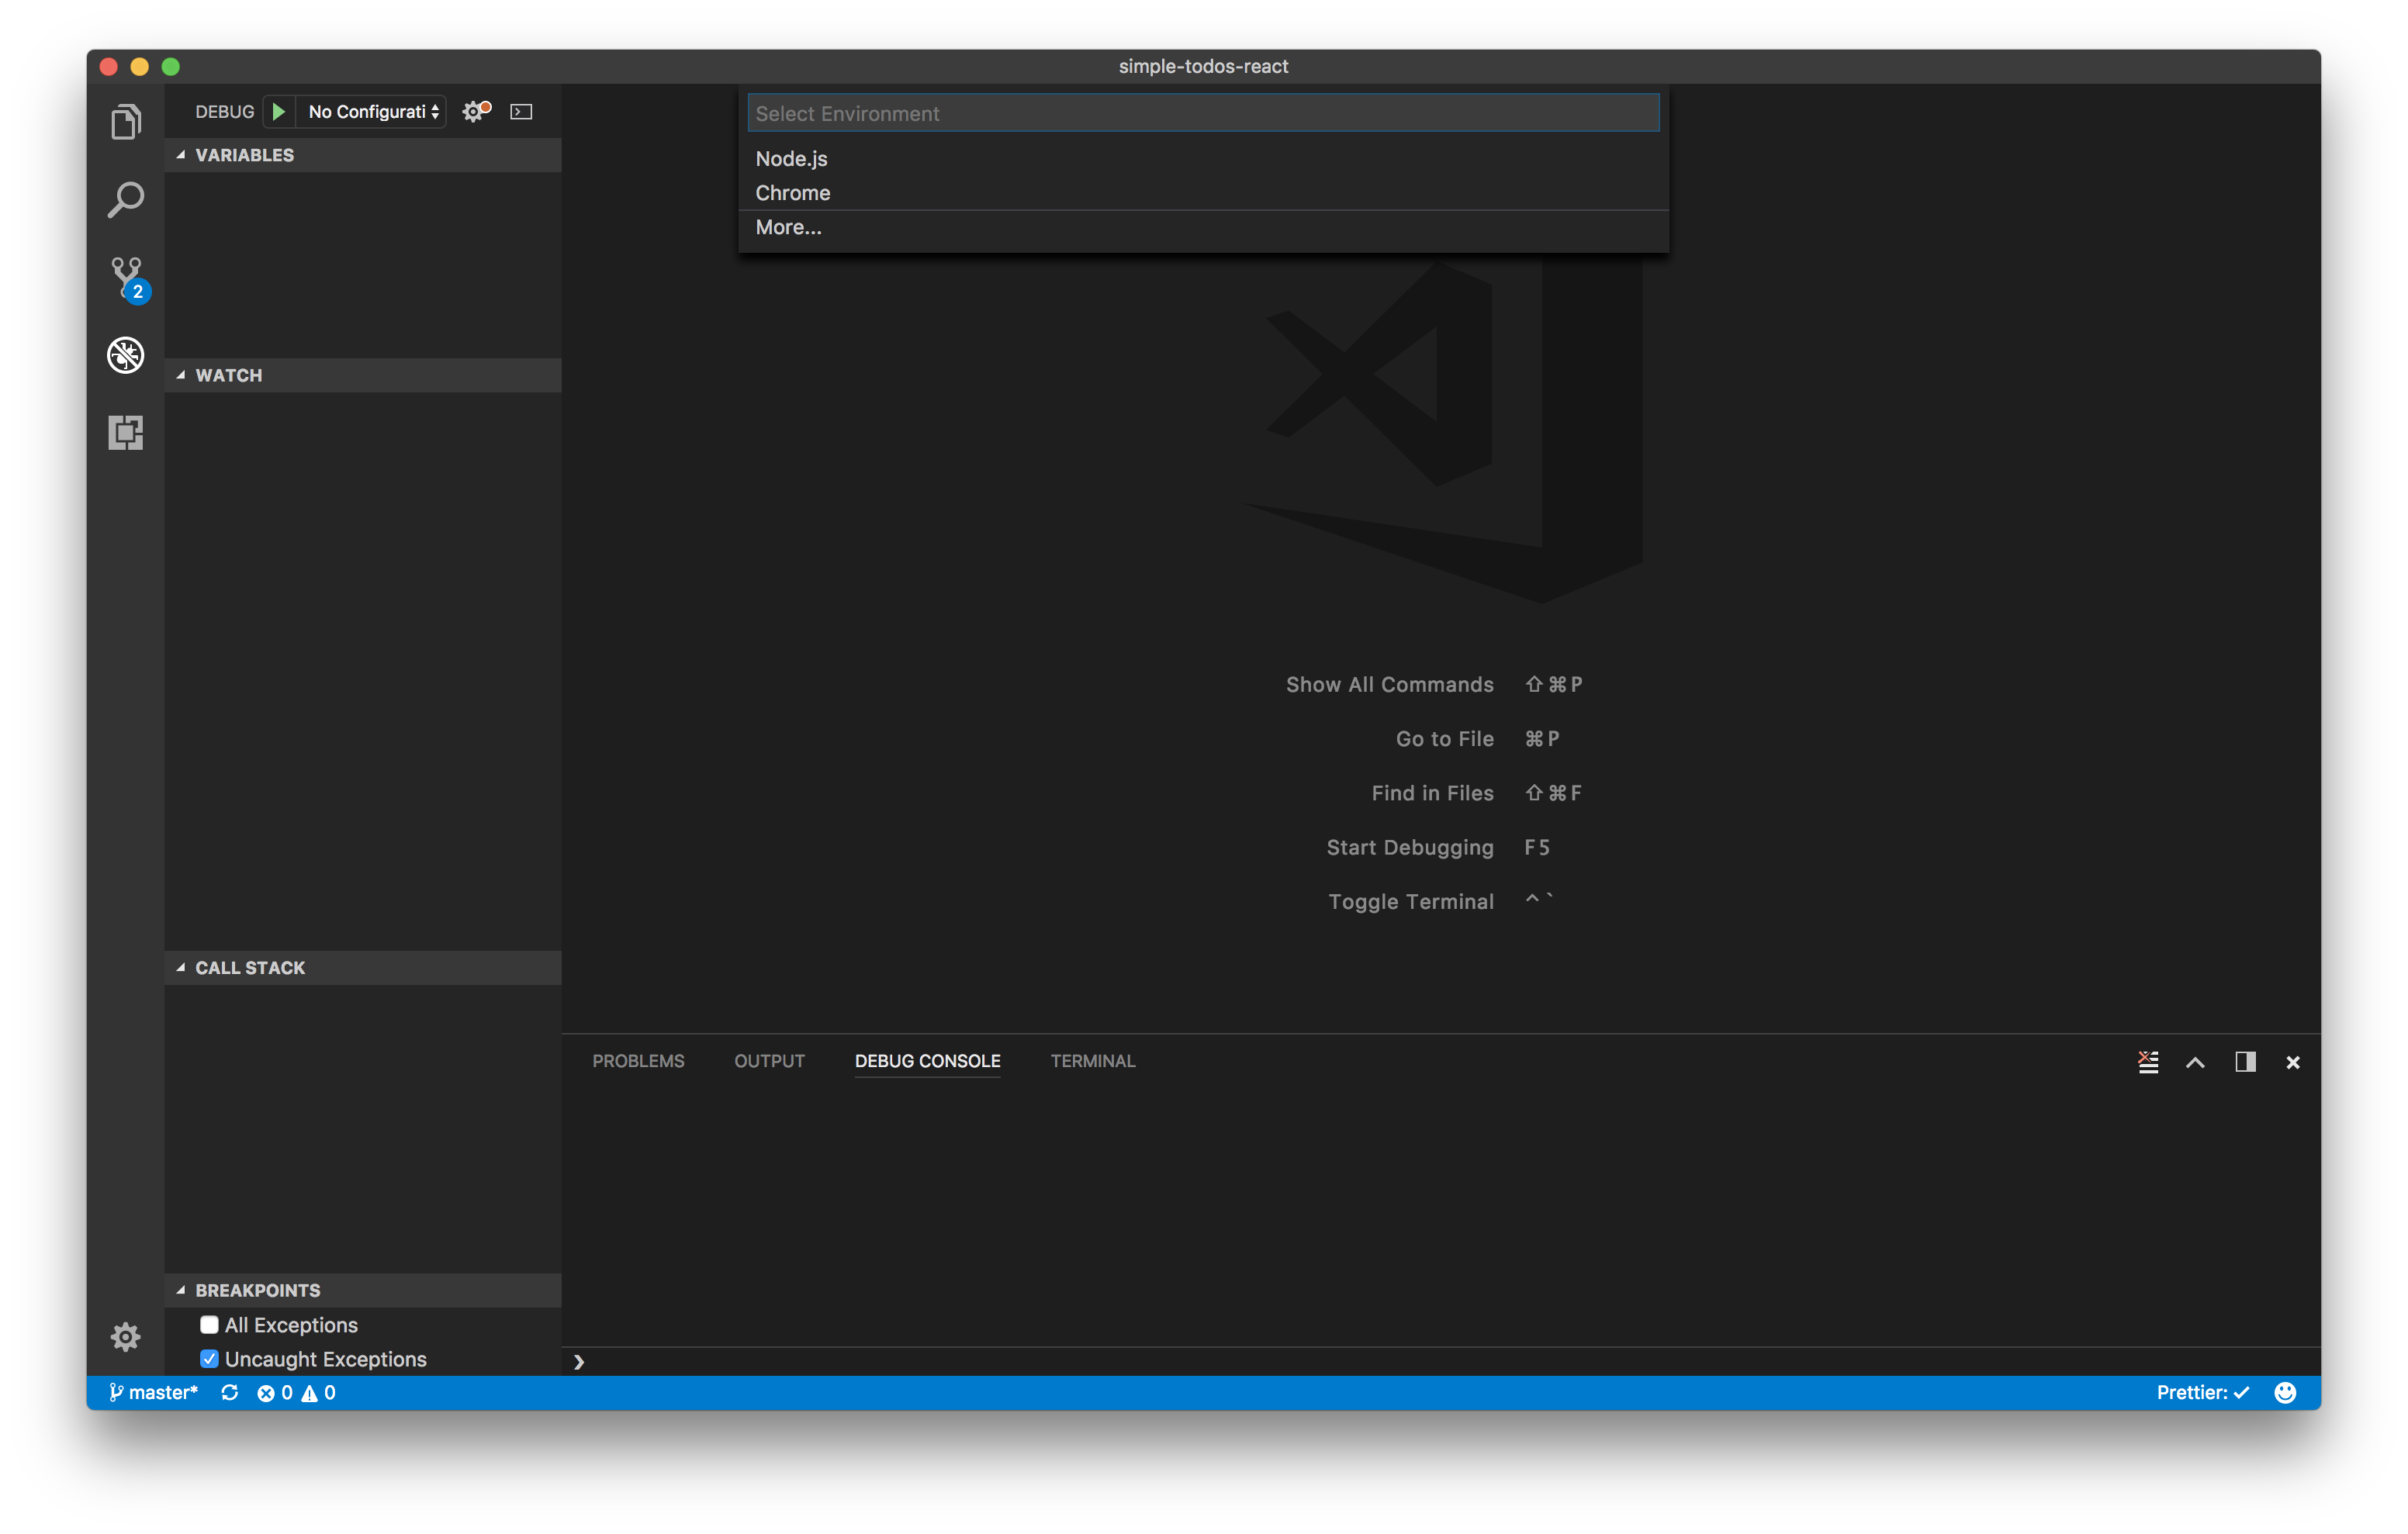 simple-todos-react
DEBUG No Configurati
VARIABLES
2
WATCH
CALL STACK
BREAKPOINTS
All Exceptions
Uncaught Exceptions
Select Environment
Node.js
Chrome
More...
Show All Commands ⇧⌘P
Go to File ⌘P
Find in Files ⇧⌘F
Start Debugging F5
Toggle Terminal ^`
PROBLEMS OUTPUT DEBUG CONSOLE TERMINAL
master* 0 0 Prettier: ✓